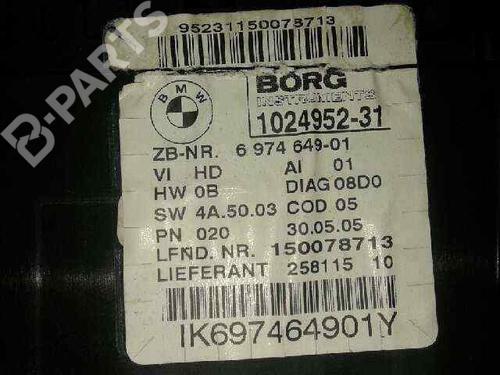 95231150078713
B-PARTS
BMW
BORG
INSTRUMENTS
1024952-31
ZB-NR. 6 974 649-01
VI HD AI 01
HW 0B DIAG 08D0
SW 4A.50.03 COD 05
PN 020 30.05.05
LFND. NR. 150078713
LIEFERANT 258115 10
IK697464901Y